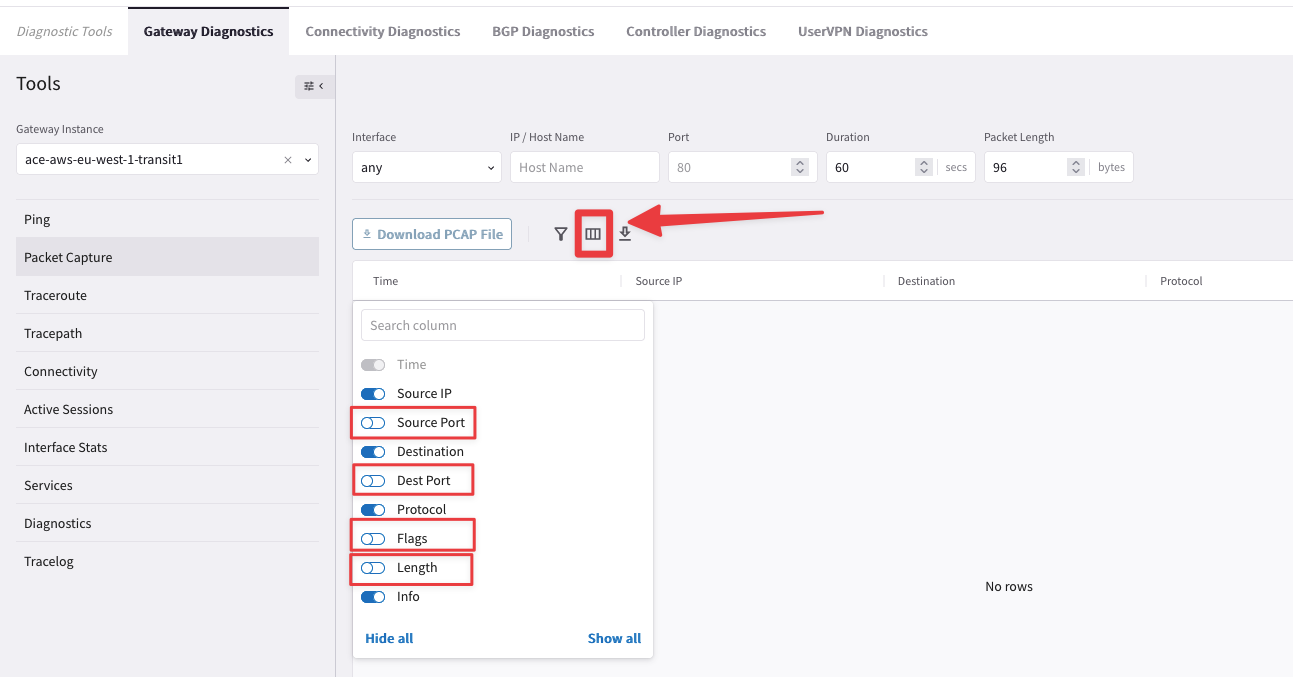 Diagnostic Tools Gateway Diagnostics Connectivity Diagnostics BGP Diagnostics Controller Diagnostics UserVPN Diagnostics
Tools
Gateway Instance
ace-aws-eu-west-1-transit1
Ping
Packet Capture
Traceroute
Tracepath
Connectivity
Active Sessions
Interface Stats
Services
Diagnostics
Tracelog
Interface IP / Host Name Port Duration Packet Length
any Host Name 80 60 secs 96 bytes
Download PCAP File
Time Source IP Destination Protocol
Search column
Time
Source IP
Source Port
Destination
Dest Port
Protocol
Flags
Length
Info
Hide all Show all
No rows